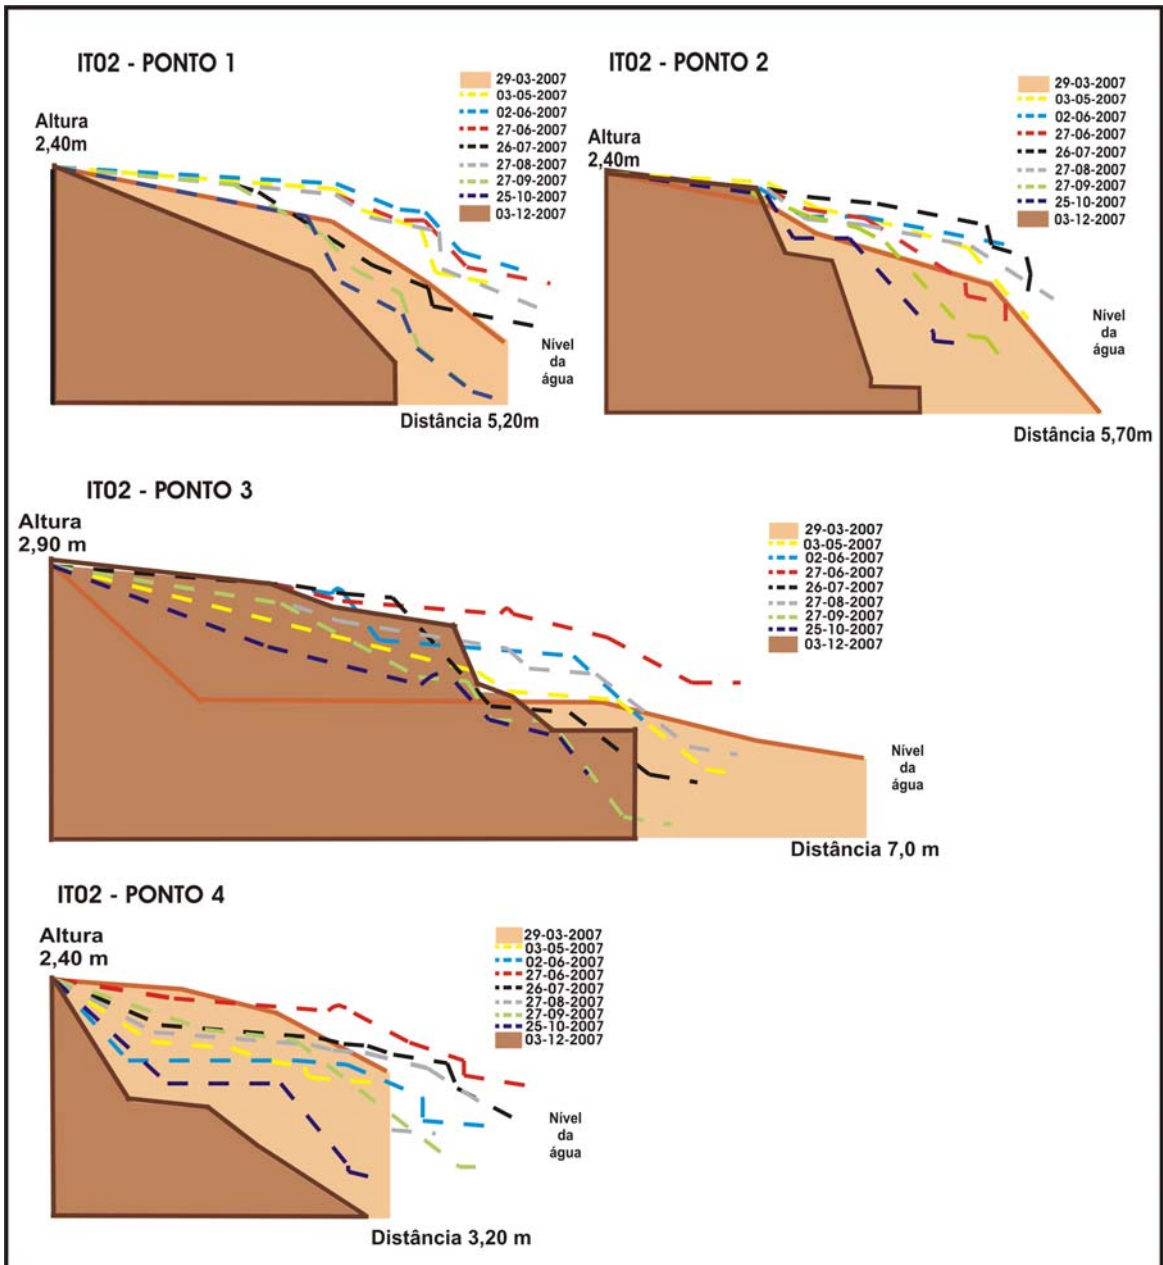 IT02 - PONTO 1
Altura
2,40m
29-03-2007
03-05-2007
02-06-2007
27-06-2007
26-07-2007
27-08-2007
27-09-2007
25-10-2007
03-12-2007
Nível
da
água
Distância 5,20m
IT02 - PONTO 2
Altura
2,40m
29-03-2007
03-05-2007
02-06-2007
27-06-2007
26-07-2007
27-08-2007
27-09-2007
25-10-2007
03-12-2007
Nível
da
água
Distância 5,70m
IT02 - PONTO 3
Altura
2,90 m
29-03-2007
03-05-2007
02-06-2007
27-06-2007
26-07-2007
27-08-2007
27-09-2007
25-10-2007
03-12-2007
Nível
da
água
Distância 7,0 m
IT02 - PONTO 4
Altura
2,40 m
29-03-2007
03-05-2007
02-06-2007
27-06-2007
26-07-2007
27-08-2007
27-09-2007
25-10-2007
03-12-2007
Nível
da
água
Distância 3,20 m